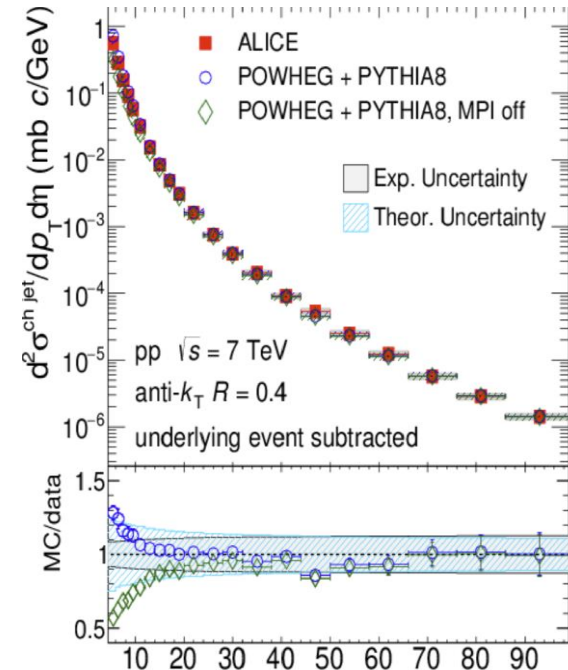 1
10⁻¹
10⁻²
10⁻³
10⁻⁴
10⁻⁵
10⁻⁶
d²σ^{ch jet}/dp_T dη (mb c/GeV)
ALICE
POWHEG + PYTHIA8
POWHEG + PYTHIA8, MPI off
Exp. Uncertainty
Theor. Uncertainty
pp √s = 7 TeV
anti-k_T R = 0.4
underlying event subtracted
MC/data
1.5
1
0.5
10 20 30 40 50 60 70 80 90